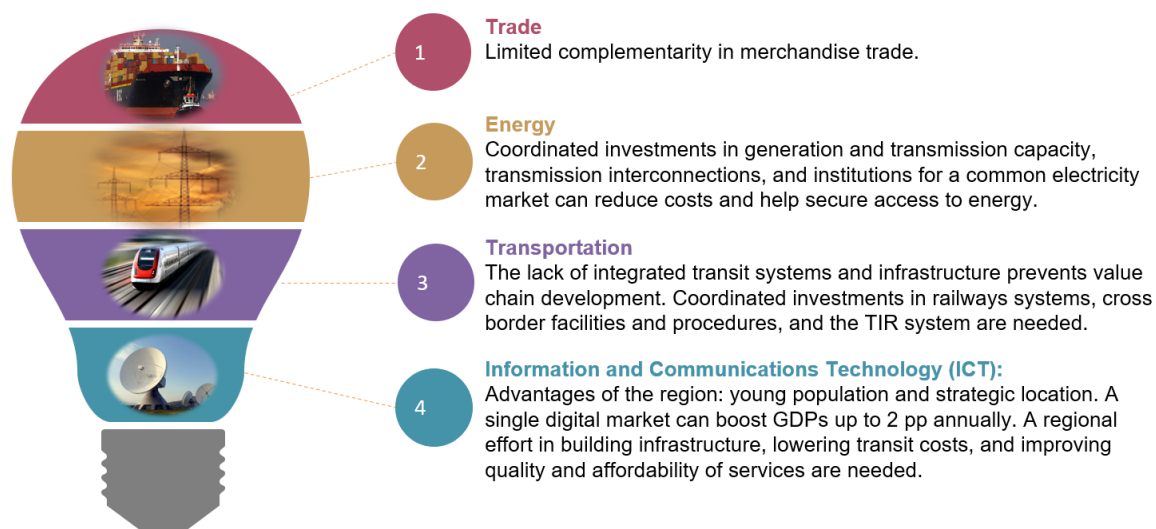 1
Trade
Limited complementarity in merchandise trade.
2
Energy
Coordinated investments in generation and transmission capacity,
transmission interconnections, and institutions for a common electricity
market can reduce costs and help secure access to energy.
3
Transportation
The lack of integrated transit systems and infrastructure prevents value
chain development. Coordinated investments in railways systems, cross
border facilities and procedures, and the TIR system are needed.
4
Information and Communications Technology (ICT):
Advantages of the region: young population and strategic location. A
single digital market can boost GDPs up to 2 pp annually. A regional
effort in building infrastructure, lowering transit costs, and improving
quality and affordability of services are needed.